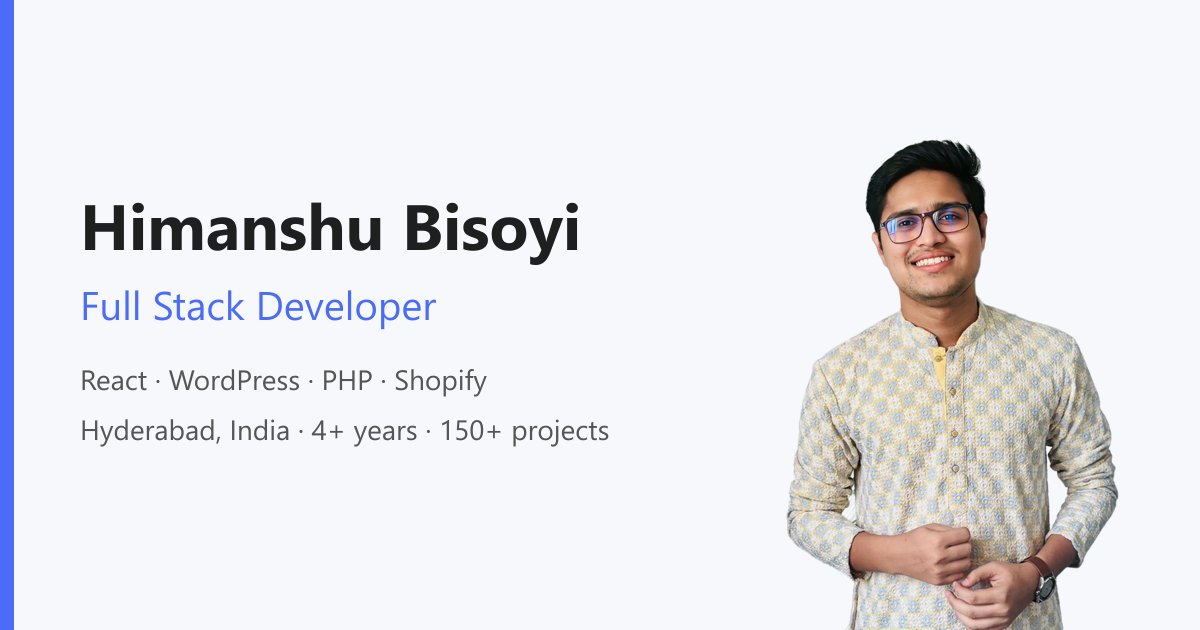 Himanshu Bisoyi
Full Stack Developer
React · WordPress · PHP · Shopify
Hyderabad, India · 4+ years · 150+ projects